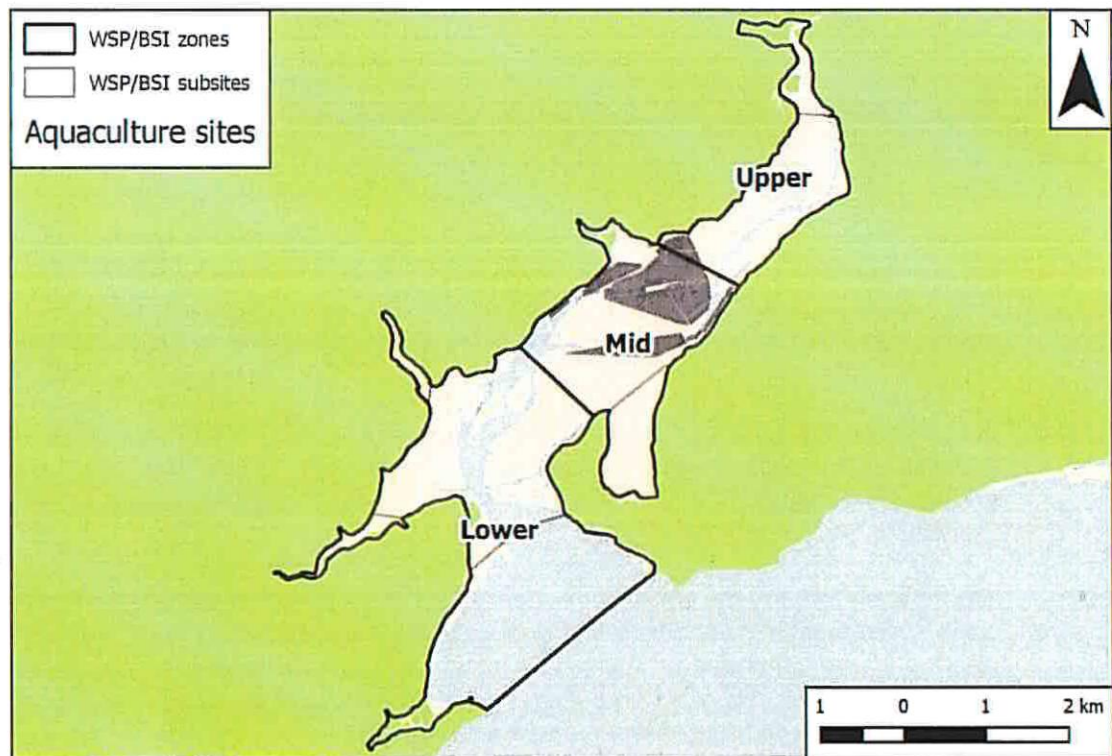 WSP/BSI zones
WSP/BSI subsites
Aquaculture sites
N
Upper
Mid
Lower
1 0 1 2 km